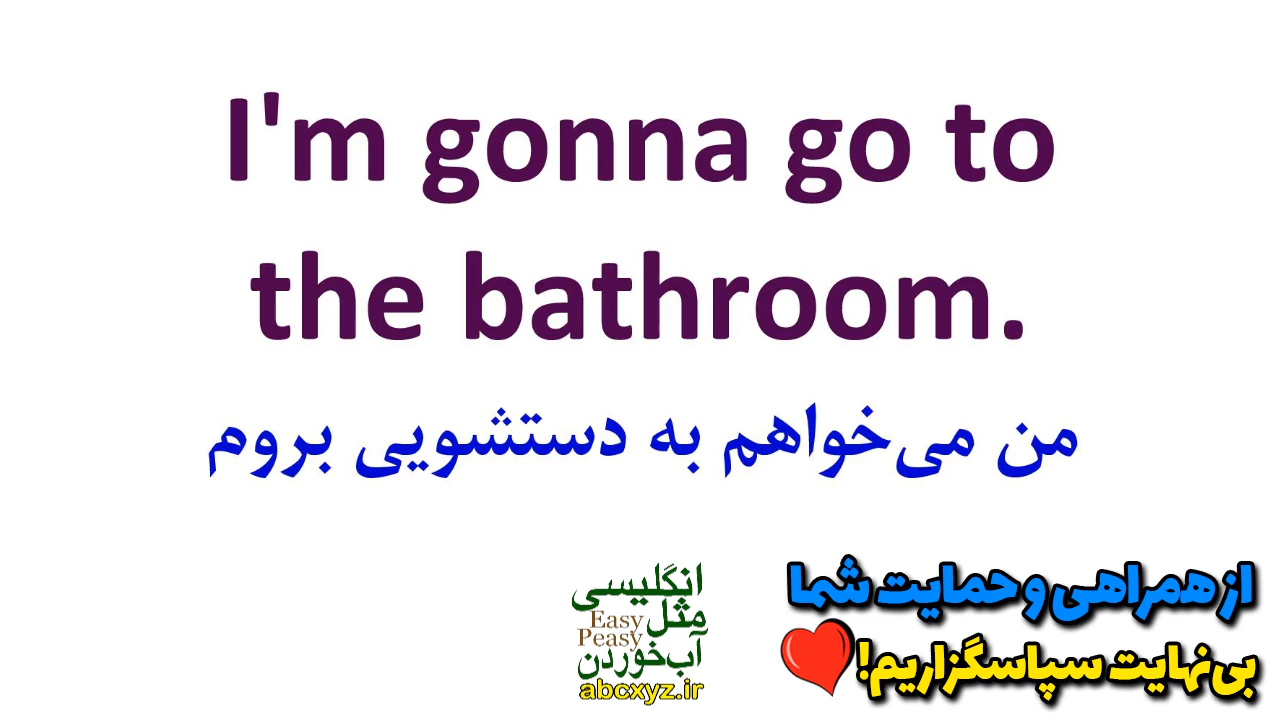 I'm gonna go to
the bathroom.
من می‌خواهم به دستشویی بروم
انگلیسی
مثل
Easy
Peasy
آب‌خوردن
abcxyz.ir
از همراهی و حمایت شما
بی‌نهایت سپاسگزاریم!